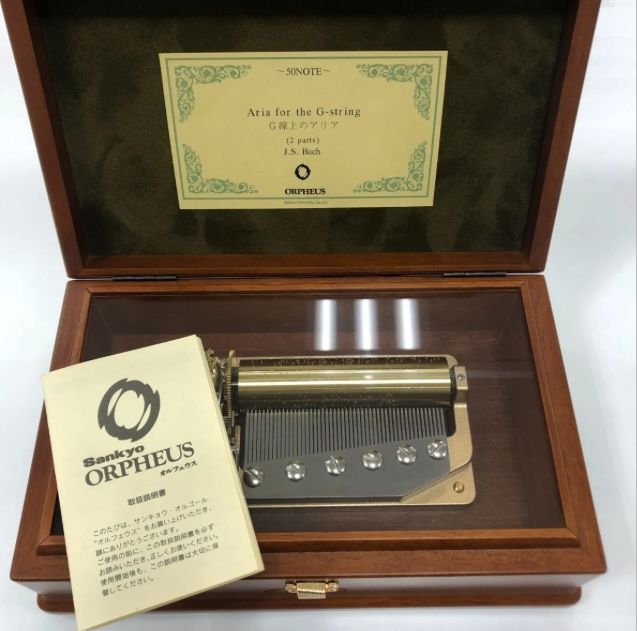 ～50NOTE～
Aria for the G-string
G線上のアリア
(2 parts)
J.S. Bach
ORPHEUS
Sankyo
ORPHEUS
オルフェウス
取扱説明書
このたびは、サンキョウ・オルゴール
"オルフェウス"をお買い上げいただき、
誠にありがとうございます。
ご使用の前に、この取扱説明書を必ず
お読みいただき、正しくお使いください。
使用開始後も、この説明書は大切に保
管してください。